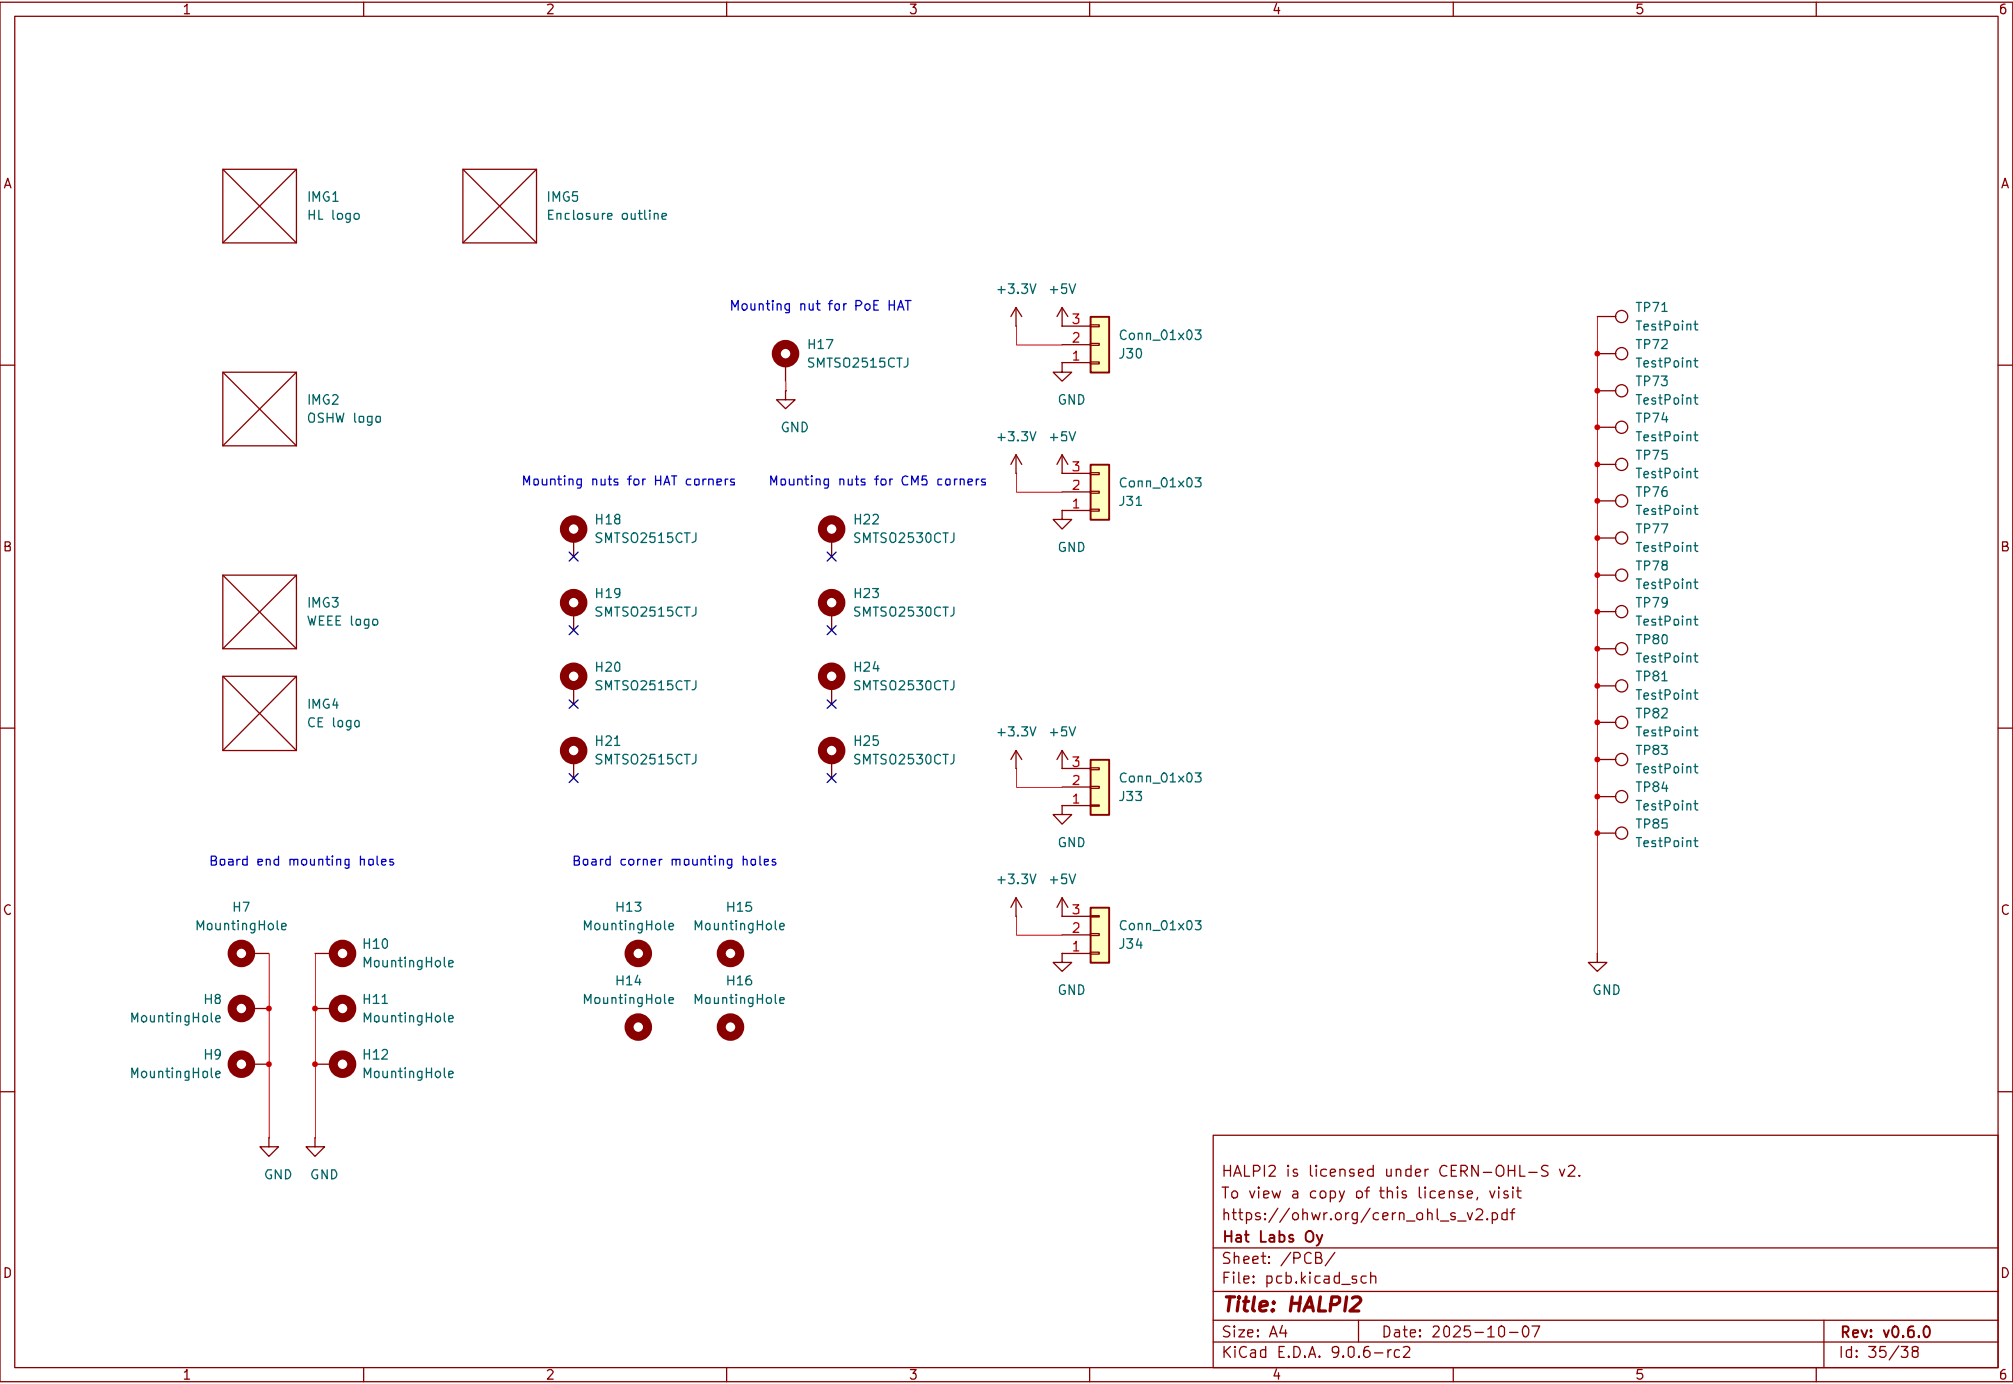 1 2 3 4 5 6
A A
B B
C C
D D
IMG1
HL logo
IMG5
Enclosure outline
IMG2
OSHW logo
IMG3
WEEE logo
IMG4
CE logo
Mounting nut for PoE HAT
H17
SMTSO2515CTJ
GND
Mounting nuts for HAT corners
H18
SMTSO2515CTJ
H19
SMTSO2515CTJ
H20
SMTSO2515CTJ
H21
SMTSO2515CTJ
Mounting nuts for CM5 corners
H22
SMTSO2530CTJ
H23
SMTSO2530CTJ
H24
SMTSO2530CTJ
H25
SMTSO2530CTJ
+3.3V +5V
3
2
1
Conn_01x03
J30
GND
+3.3V +5V
3
2
1
Conn_01x03
J31
GND
+3.3V +5V
3
2
1
Conn_01x03
J33
GND
+3.3V +5V
3
2
1
Conn_01x03
J34
GND
TP71
TestPoint
TP72
TestPoint
TP73
TestPoint
TP74
TestPoint
TP75
TestPoint
TP76
TestPoint
TP77
TestPoint
TP78
TestPoint
TP79
TestPoint
TP80
TestPoint
TP81
TestPoint
TP82
TestPoint
TP83
TestPoint
TP84
TestPoint
TP85
TestPoint
GND
Board end mounting holes
H7
MountingHole
H8
MountingHole
H9
MountingHole
H10
MountingHole
H11
MountingHole
H12
MountingHole
GND GND
Board corner mounting holes
H13
MountingHole
H15
MountingHole
H14
MountingHole
H16
MountingHole
HALPI2 is licensed under CERN-OHL-S v2.
To view a copy of this license, visit
https://ohwr.org/cern_ohl_s_v2.pdf
Hat Labs Oy
Sheet: /PCB/
File: pcb.kicad_sch
Title: HALPI2
Size: A4 Date: 2025-10-07 Rev: v0.6.0
KiCad E.D.A. 9.0.6-rc2 Id: 35/38
1 2 3 4 5 6